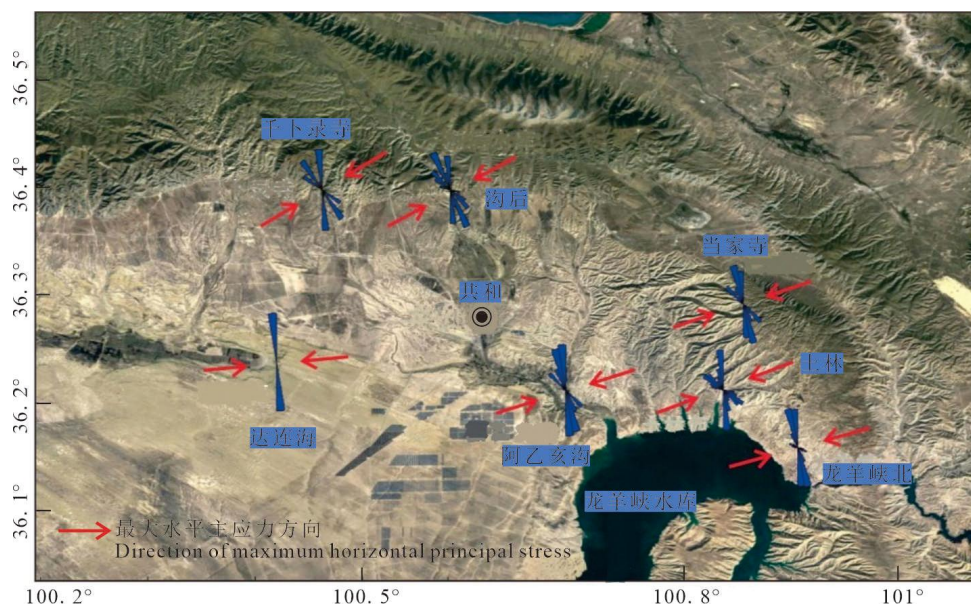 36.5°
千卜录寺
36.4°
沟后
当家寺
36.3°
共和
土林
36.2°
达连海
阿乙亥沟
龙羊峡北
龙羊峡水库
36.1°
最大水平主应力方向
Direction of maximum horizontal principal stress
100.2°
100.5°
100.8°
101°